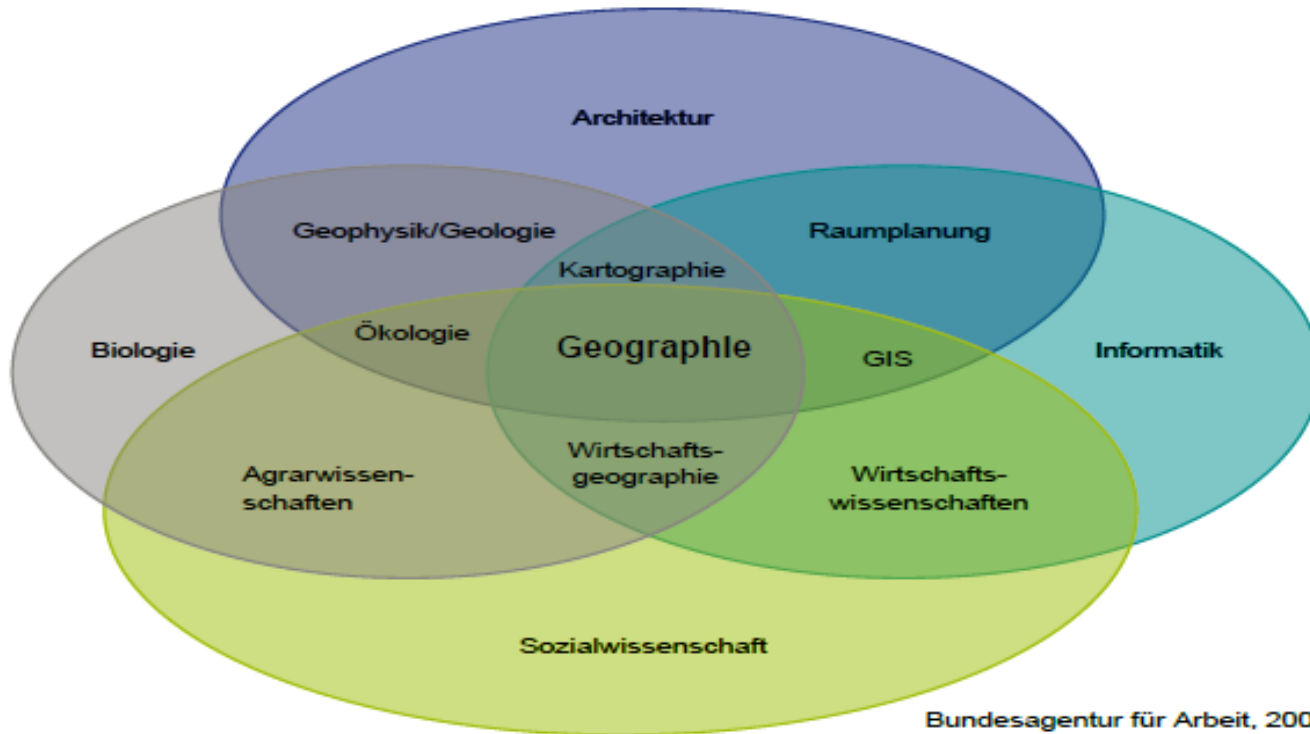 Architektur
Geophysik/Geologie
Raumplanung
Kartographie
Ökologie
Geographle
Biologie
GIS
Informatik
Agrarwissen-
schaften
Wirtschafts-
geographie
Wirtschafts-
wissenschaften
Sozialwissenschaft
Bundesagentur für Arbeit, 200